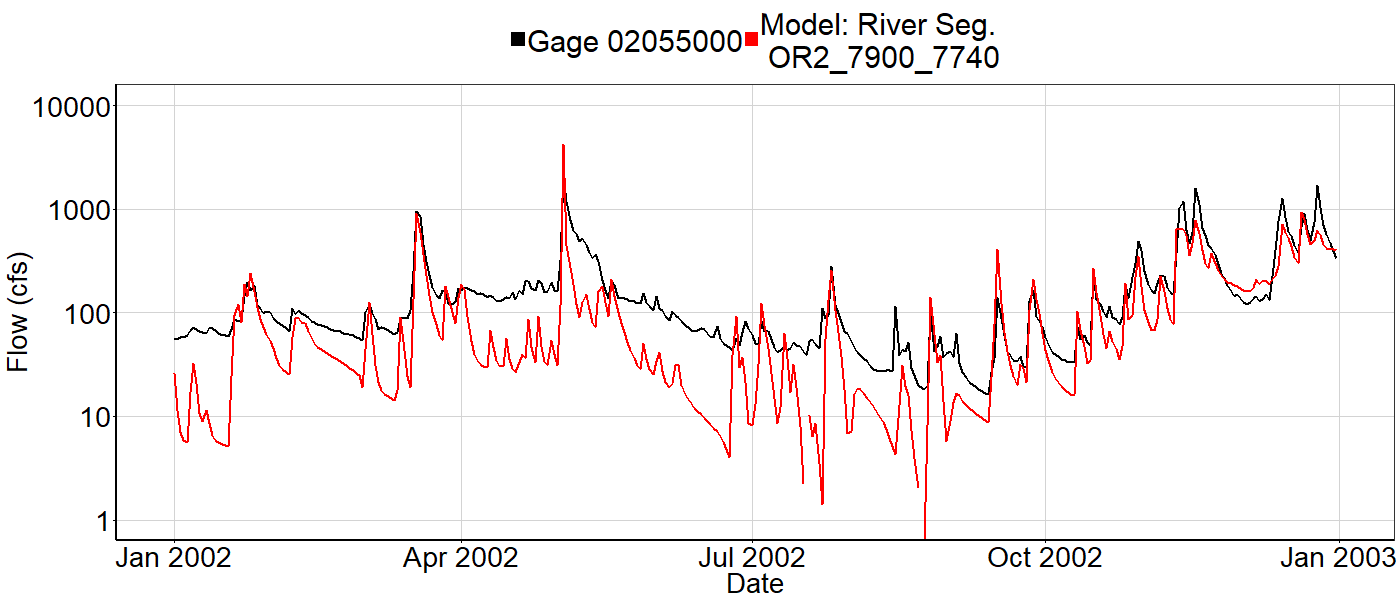 Gage 02055000
Model: River Seg.
OR2_7900_7740
Flow (cfs)
10000
1000
100
10
1
Jan 2002
Apr 2002
Jul 2002
Oct 2002
Jan 2003
Date